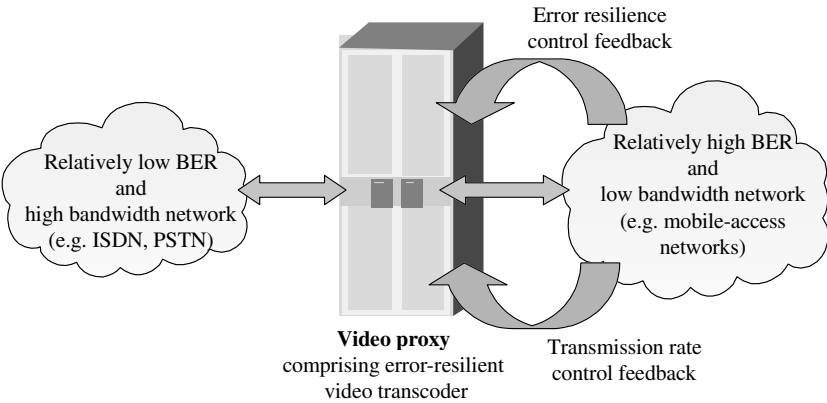 Error resilience
control feedback
Relatively low BER
and
high bandwidth network
(e.g. ISDN, PSTN)
Relatively high BER
and
low bandwidth network
(e.g. mobile-access
networks)
Video proxy
comprising error-resilient
video transcoder
Transmission rate
control feedback